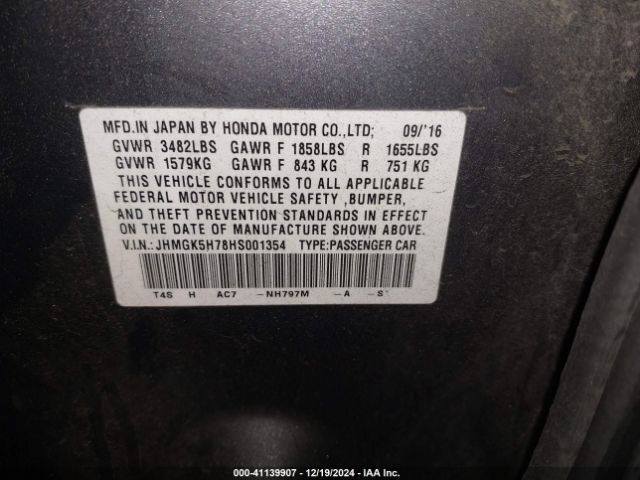 MFD.IN JAPAN BY HONDA MOTOR CO.,LTD; 09/'16
GVWR 3482LBS GAWR F 1858LBS R 1655LBS
GVWR 1579KG GAWR F 843 KG R 751 KG
THIS VEHICLE CONFORMS TO ALL APPLICABLE
FEDERAL MOTOR VEHICLE SAFETY ,BUMPER,
AND THEFT PREVENTION STANDARDS IN EFFECT
ON THE DATE OF MANUFACTURE SHOWN ABOVE.
V.I.N.:JHMGK5H78HS001354 TYPE:PASSENGER CAR
T4S H AC7 -NH797M -A -S'
000-41139907 - 12/19/2024 - IAA Inc.